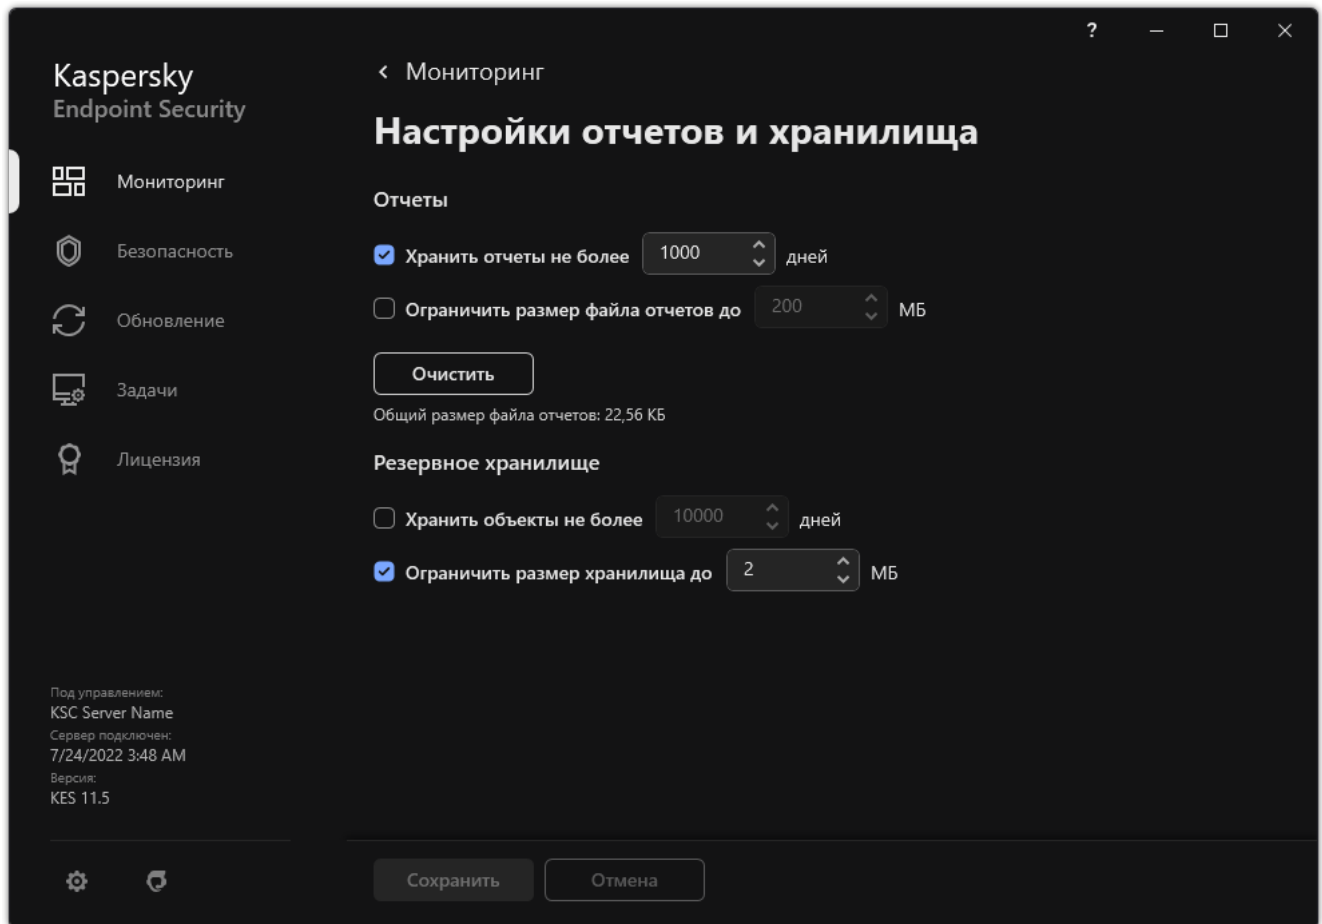 ?
Kaspersky
Endpoint Security
Мониторинг
Безопасность
Обновление
Задачи
Лицензия
Под управлением:
KSC Server Name
Сервер подключен:
7/24/2022 3:48 AM
Версия:
KES 11.5
Мониторинг
Настройки отчетов и хранилища
Отчеты
Хранить отчеты не более 1000 дней
Ограничить размер файла отчетов до 200 МБ
Очистить
Общий размер файла отчетов: 22,56 КБ
Резервное хранилище
Хранить объекты не более 10000 дней
Ограничить размер хранилища до 2 МБ
Сохранить Отмена